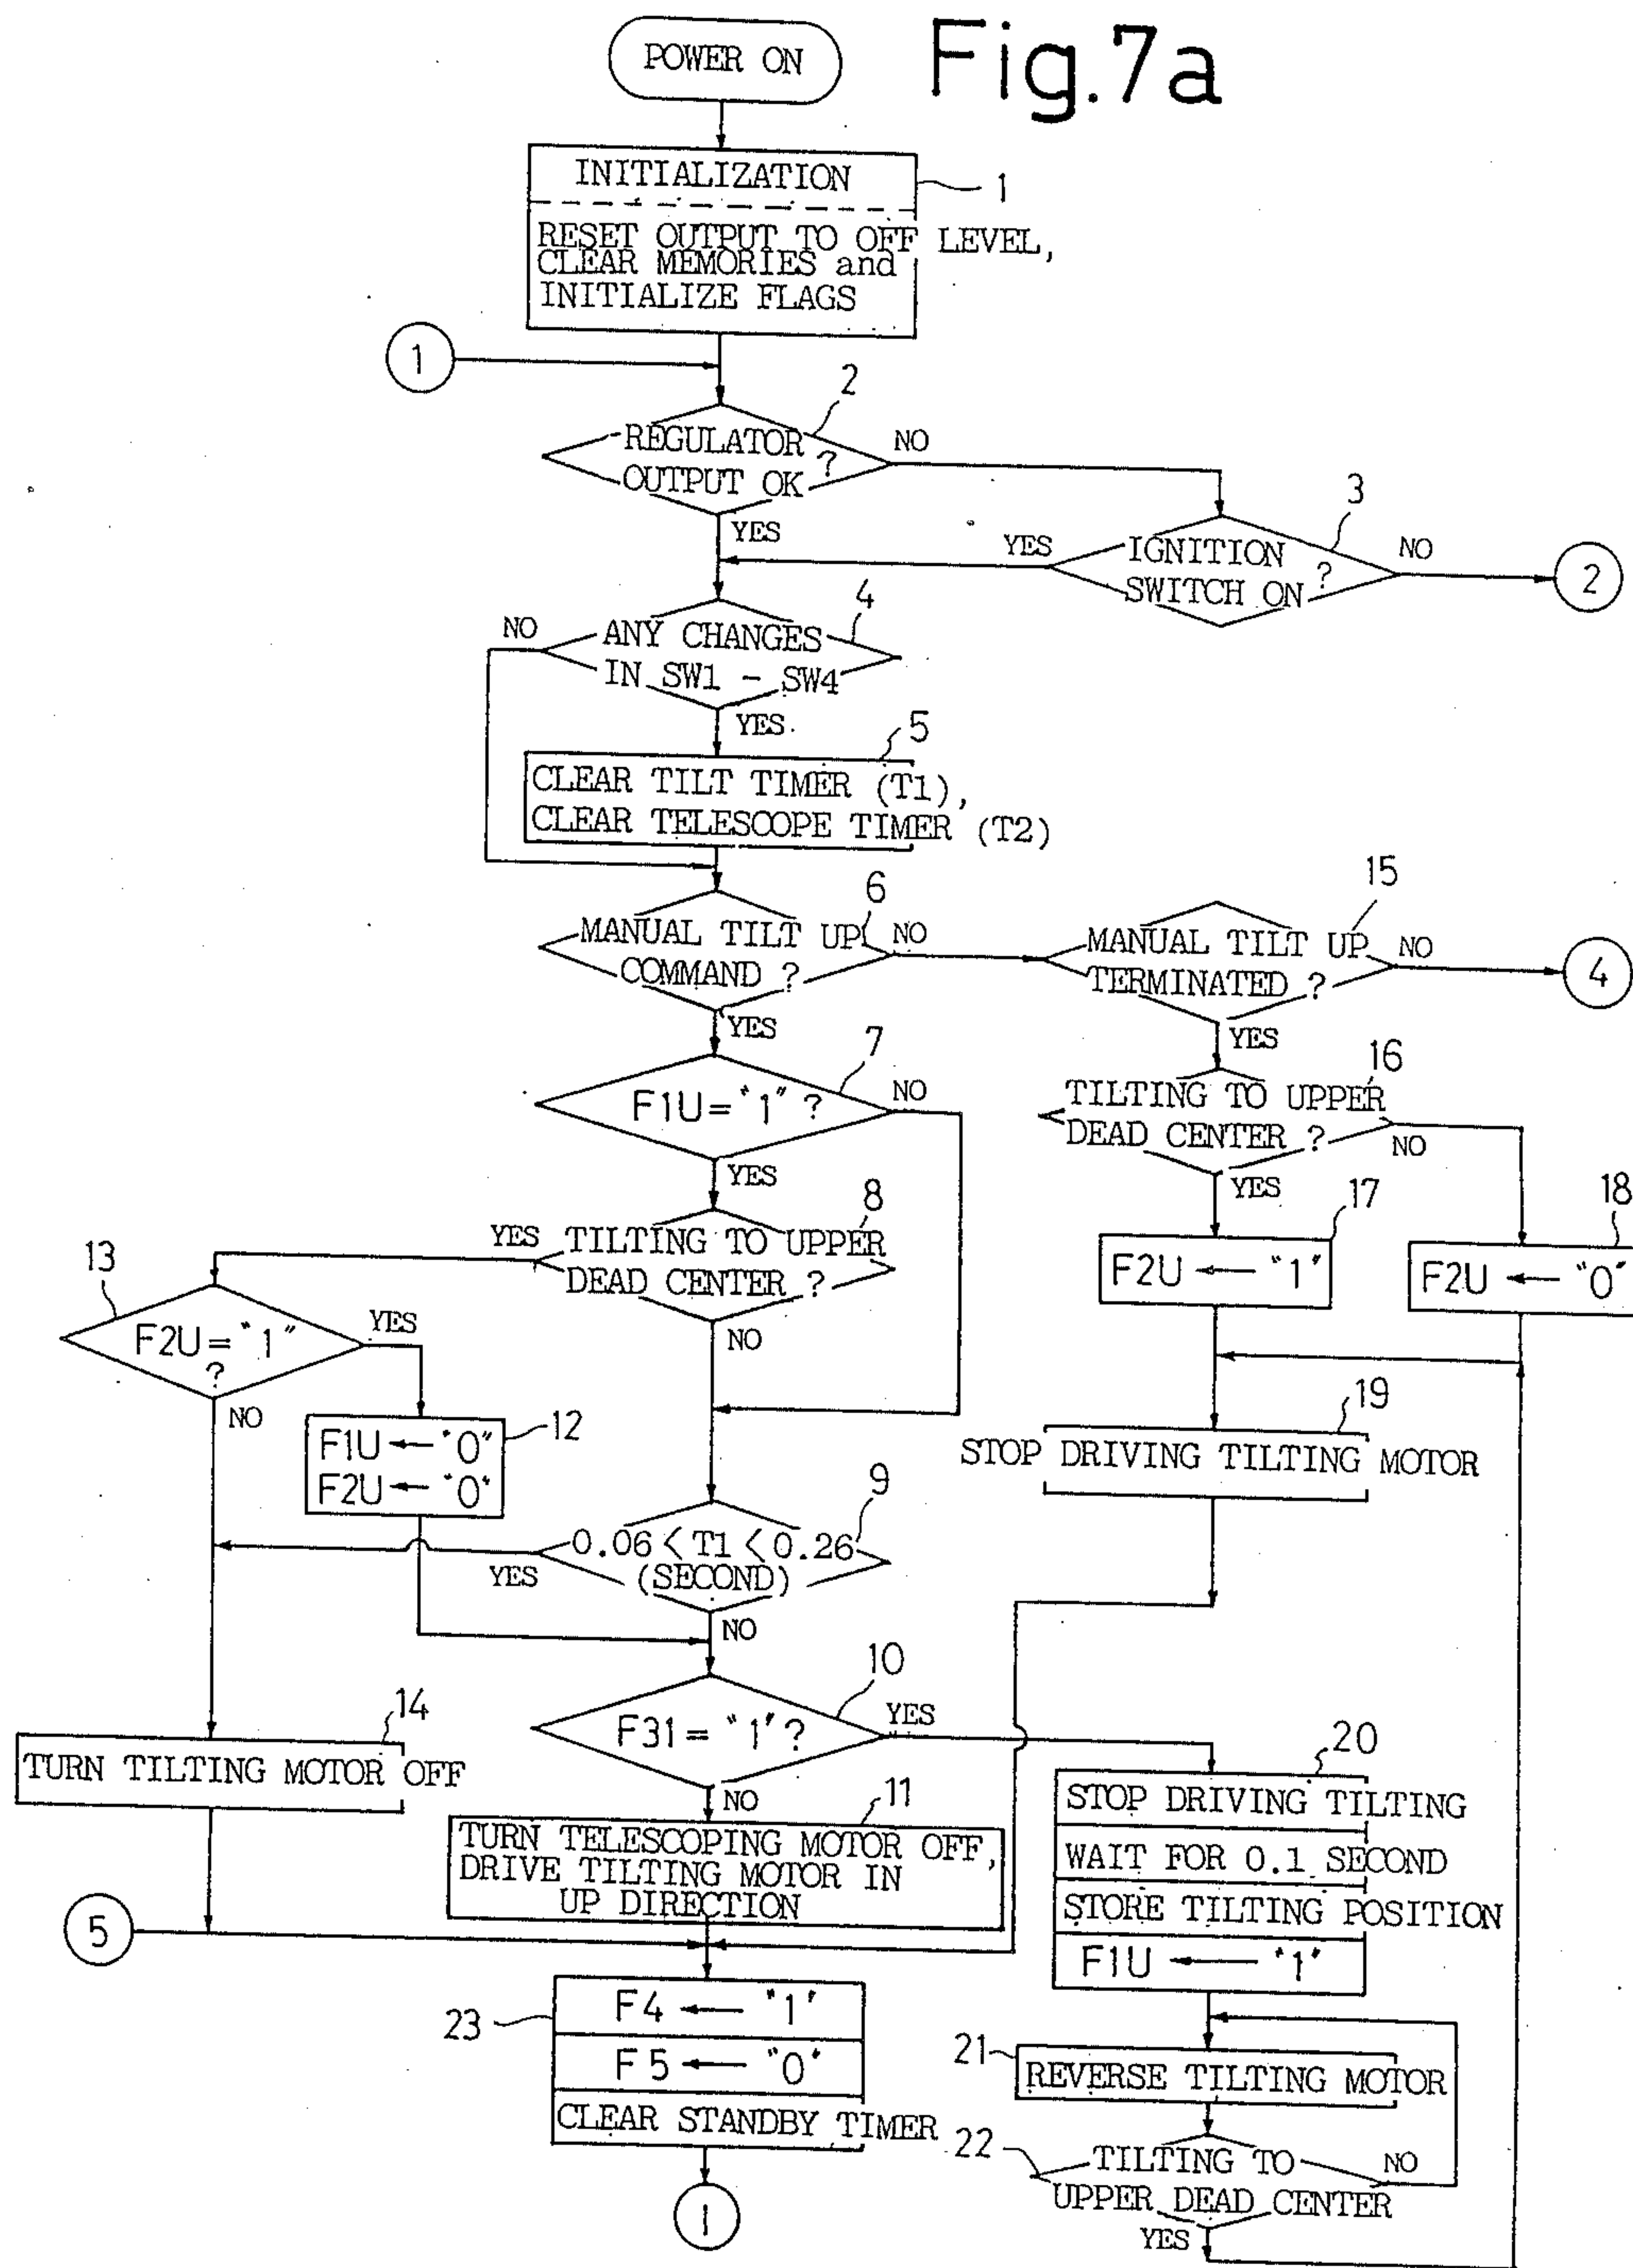 Fig.7a
POWER ON
INITIALIZATION
1
RESET OUTPUT TO OFF LEVEL,
CLEAR MEMORIES and
INITIALIZE FLAGS
1
2
REGULATOR
OUTPUT OK
?
NO
YES
3
IGNITION
SWITCH ON
?
YES
NO
2
4
NO
ANY CHANGES
IN SW1 - SW4
YES.
5
CLEAR TILT TIMER (T1),
CLEAR TELESCOPE TIMER (T2)
6
MANUAL TILT UP
COMMAND ?
NO
YES
15
MANUAL TILT UP
TERMINATED ?
NO
4
YES
7
F1U = "1" ?
NO
YES
16
TILTING TO UPPER
DEAD CENTER ?
NO
YES
8
YES
TILTING TO UPPER
DEAD CENTER ?
NO
17
F2U ← "1"
18
F2U ← "0"
13
F2U = "1"
?
YES
NO
12
F1U ← "0"
F2U ← "0"
19
STOP DRIVING TILTING MOTOR
9
0.06 < T1 < 0.26
(SECOND)
YES
NO
10
F31 = "1" ?
YES
NO
14
TURN TILTING MOTOR OFF
11
TURN TELESCOPING MOTOR OFF,
DRIVE TILTING MOTOR IN
UP DIRECTION
20
STOP DRIVING TILTING
WAIT FOR 0.1 SECOND
STORE TILTING POSITION
F1U ← "1"
5
23
F4 ← "1"
F5 ← "0"
CLEAR STANDBY TIMER
1
21
REVERSE TILTING MOTOR
22
TILTING TO
UPPER DEAD CENTER
NO
YES